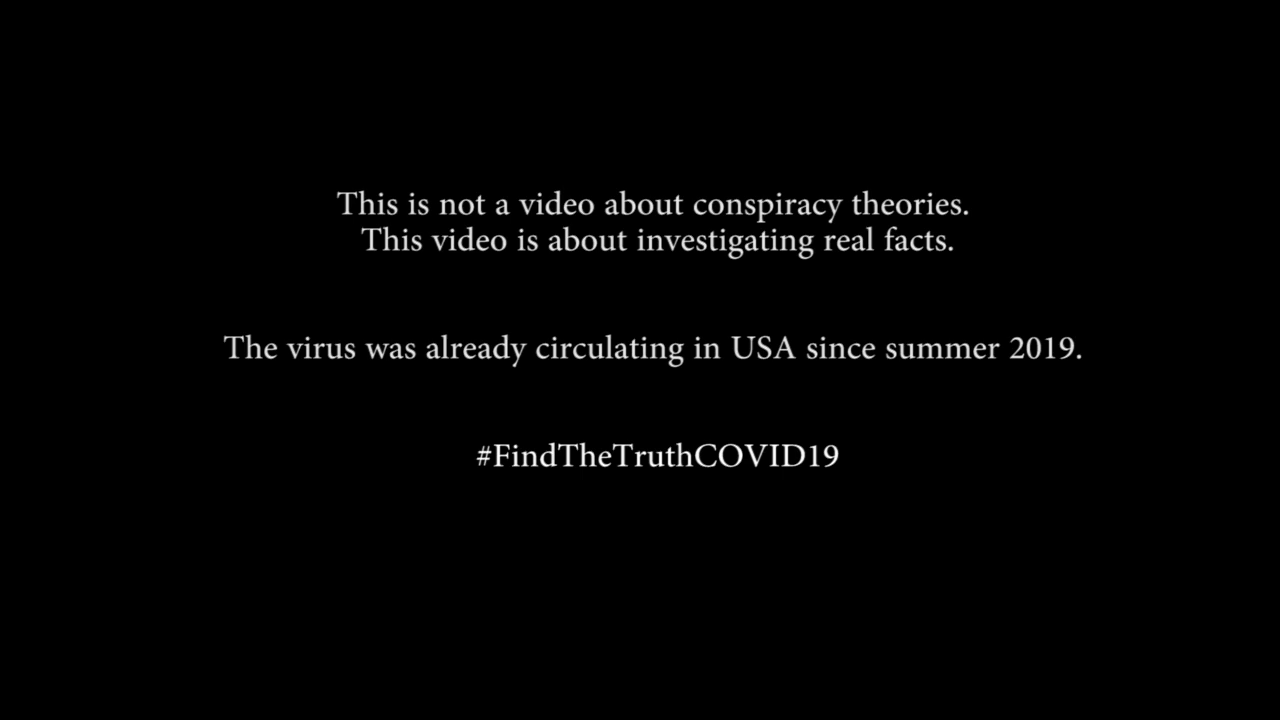 This is not a video about conspiracy theories.
This video is about investigating real facts.
The virus was already circulating in USA since summer 2019.
#FindTheTruthCOVID19